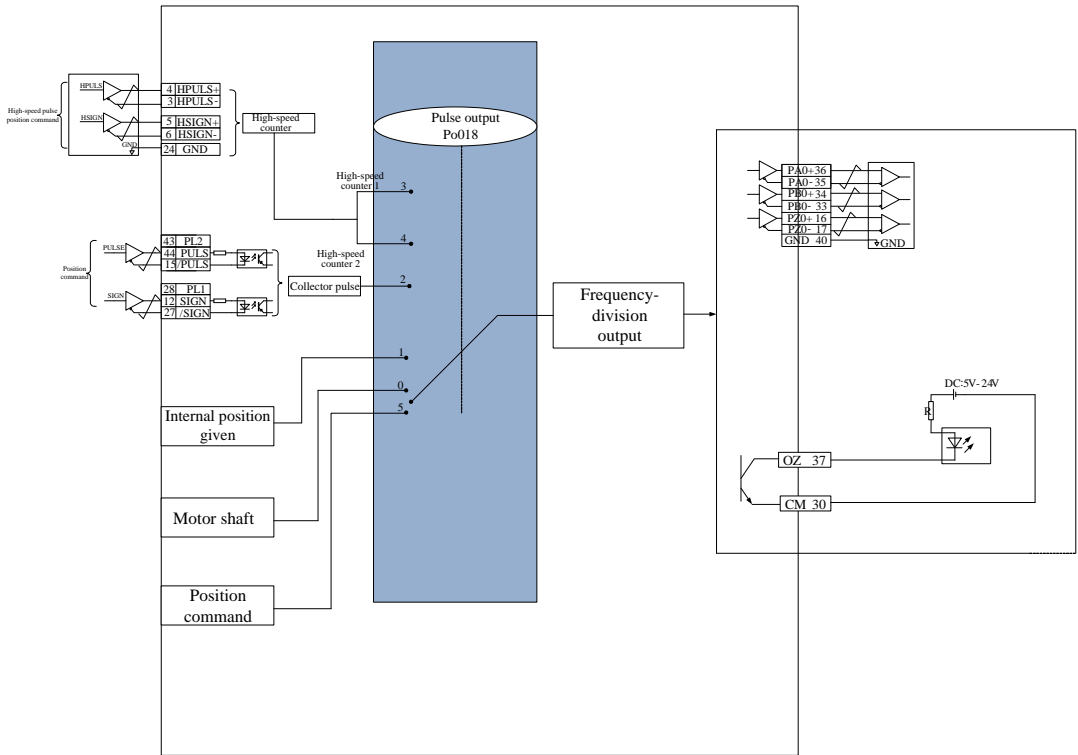 High-speed pulse
position command
HPULS
HSIGN
GND
4 HPULS+
3 HPULS-
5 HSIGN+
6 HSIGN-
24 GND
High-speed
counter
Pulse output
Po018
High-speed
counter 1
3
4
High-speed
counter 2
2
Position
command
PULSE
SIGN
43 PL2
44 PULS
15 /PULS
28 PL1
12 SIGN
27 /SIGN
Collector pulse
1
0
5
Internal position
given
Motor shaft
Position
command
Frequency-
division
output
PA0+ 36
PA0- 35
PB0+ 34
PB0- 33
PZ0+ 16
PZ0- 17
GND 40
GND
DC:5V-24V
R
OZ 37
CM 30